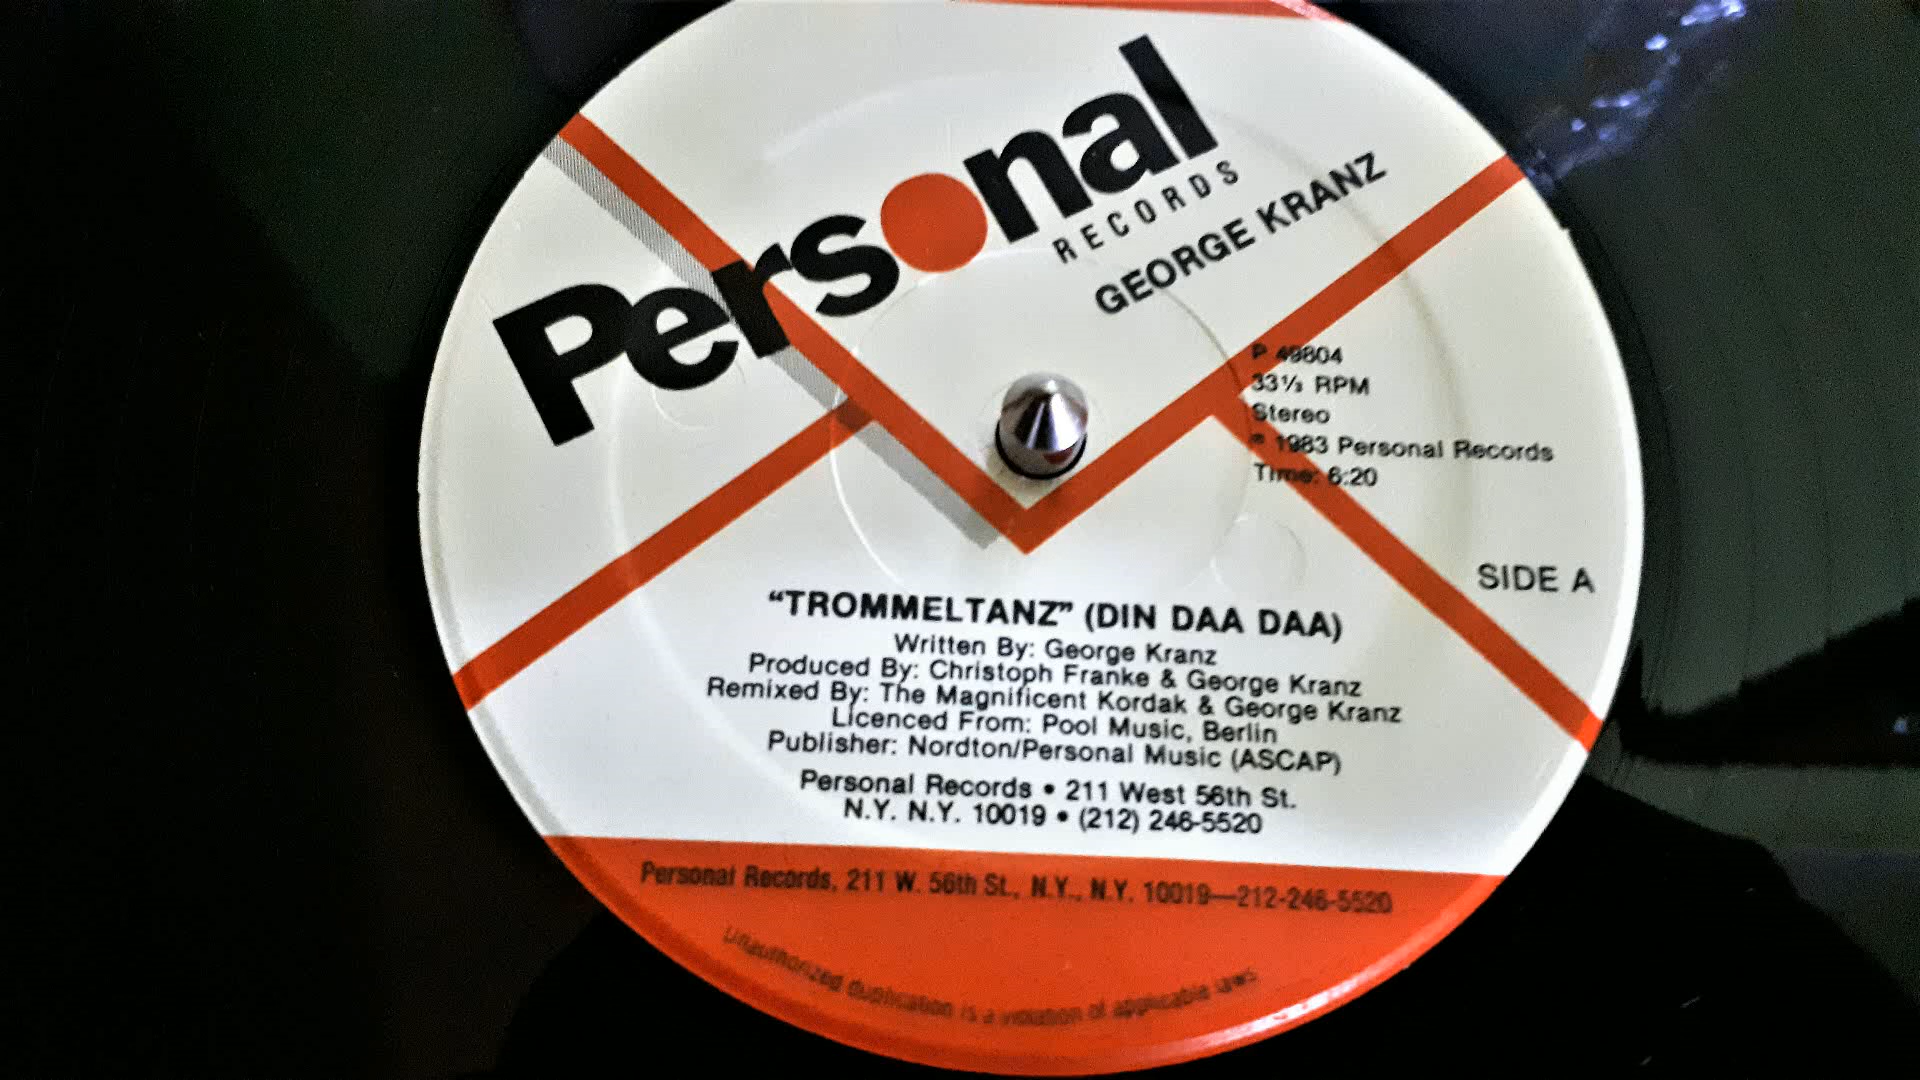 Personal
RECORDS
GEORGE KRANZ
P 49804
33⅓ RPM
Stereo
℗ 1983 Personal Records
Time: 6:20
SIDE A
“TROMMELTANZ” (DIN DAA DAA)
Written By: George Kranz
Produced By: Christoph Franke & George Kranz
Remixed By: The Magnificent Kordak & George Kranz
Licenced From: Pool Music, Berlin
Publisher: Nordton/Personal Music (ASCAP)
Personal Records • 211 West 56th St.
N.Y. N.Y. 10019 • (212) 246-5520
Personal Records, 211 W. 56th St., N.Y., N.Y. 10019—212-246-5520
Unauthorized duplication is a violation of applicable laws